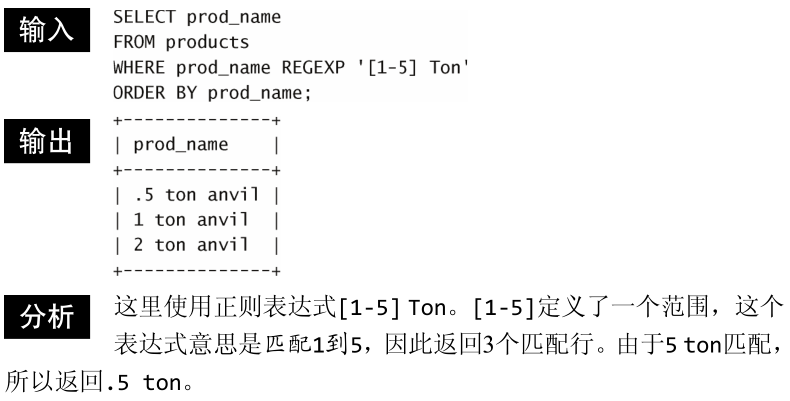 输入
SELECT prod_name
FROM products
WHERE prod_name REGEXP '[1-5] Ton'
ORDER BY prod_name;
输出
+--------------+
| prod_name    |
+--------------+
| .5 ton anvil |
| 1 ton anvil  |
| 2 ton anvil  |
+--------------+
分析
这里使用正则表达式[1-5] Ton。[1-5]定义了一个范围，这个
表达式意思是匹配1到5，因此返回3个匹配行。由于5 ton匹配，
所以返回.5 ton。